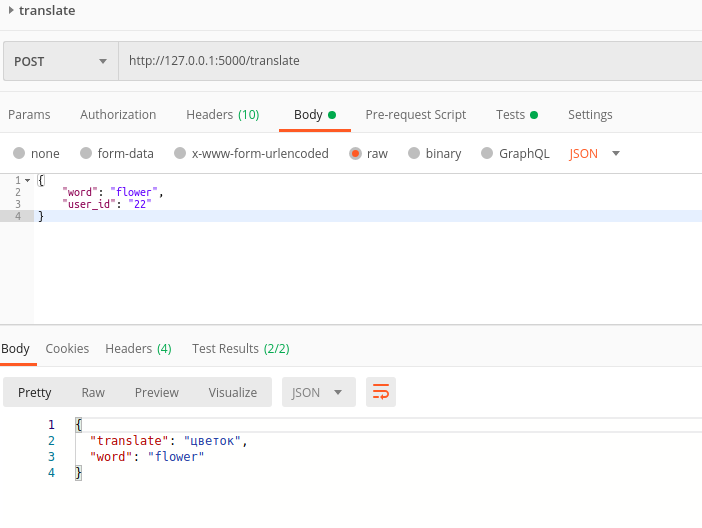 translate
POST http://127.0.0.1:5000/translate
Params Authorization Headers (10) Body Pre-request Script Tests Settings
none form-data x-www-form-urlencoded raw binary GraphQL JSON
1 {
2 "word": "flower",
3 "user_id": "22"
4 }
Body Cookies Headers (4) Test Results (2/2)
Pretty Raw Preview Visualize JSON
1 {
2 "translate": "цветок",
3 "word": "flower"
4 }